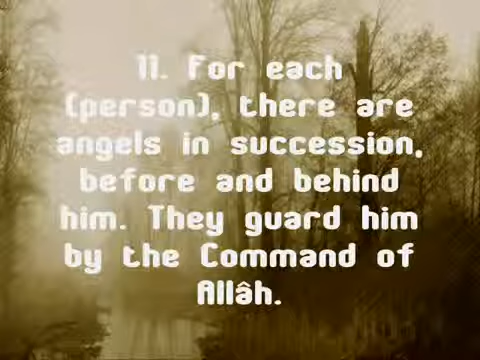 11. For each
(person), there are
angels in succession,
before and behind
him. They guard him
by the Command of
Allâh.